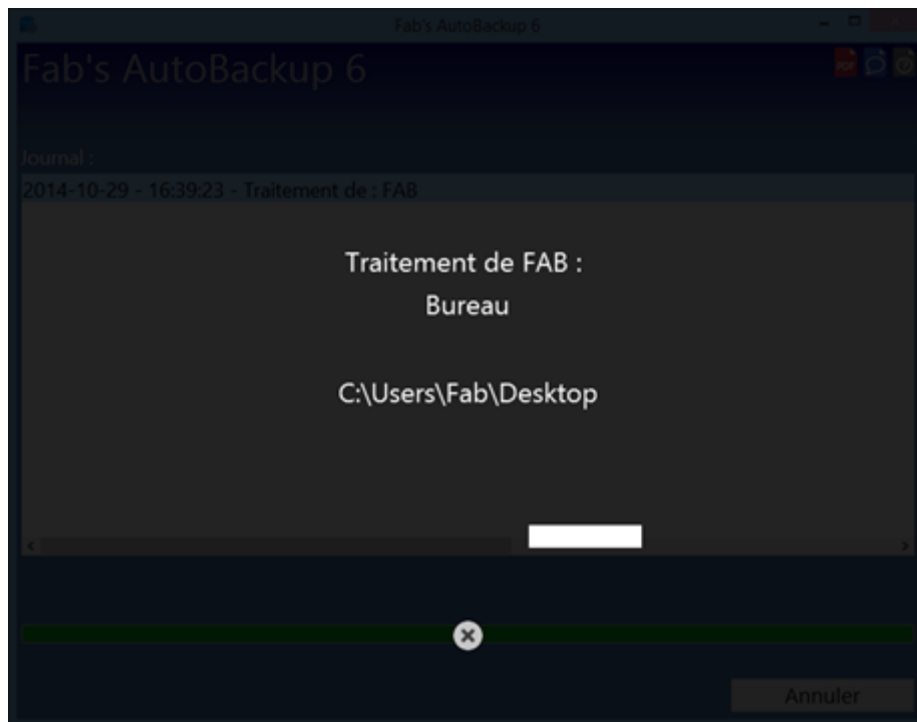 Fab's AutoBackup 6
Fab's AutoBackup 6
PDF
Journal :
2014-10-29 - 16:39:23 - Traitement de : FAB
Traitement de FAB :
Bureau
C:\Users\Fab\Desktop
Annuler